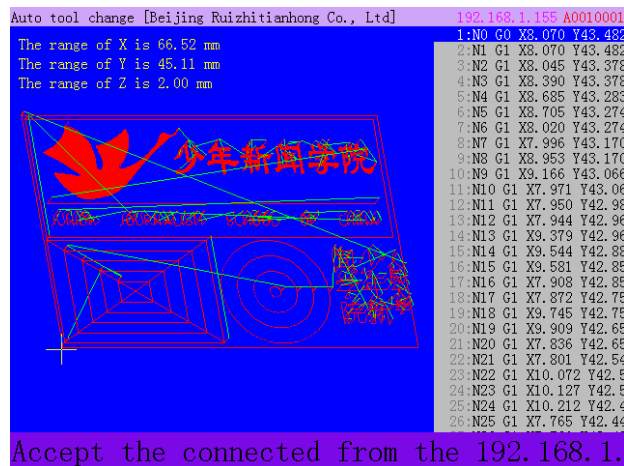 Auto tool change [Beijing Ruizhitianhong Co., Ltd]
192.168.1.155 A0010001
The range of X is 66.52 mm
The range of Y is 45.11 mm
The range of Z is 2.00 mm
少年新闻学院
1:N0 G0 X8.070 Y43.482
2:N1 G1 X8.070 Y43.482
3:N2 G1 X8.045 Y43.378
4:N3 G1 X8.390 Y43.378
5:N4 G1 X8.685 Y43.283
6:N5 G1 X8.705 Y43.274
7:N6 G1 X8.020 Y43.274
8:N7 G1 X7.996 Y43.170
9:N8 G1 X8.953 Y43.170
10:N9 G1 X9.166 Y43.066
11:N10 G1 X7.971 Y43.06
12:N11 G1 X7.950 Y42.98
13:N12 G1 X7.944 Y42.96
14:N13 G1 X9.379 Y42.96
15:N14 G1 X9.544 Y42.88
16:N15 G1 X9.581 Y42.85
17:N16 G1 X7.908 Y42.85
18:N17 G1 X7.872 Y42.75
19:N18 G1 X9.745 Y42.75
20:N19 G1 X9.909 Y42.65
21:N20 G1 X7.836 Y42.65
22:N21 G1 X7.801 Y42.54
23:N22 G1 X10.072 Y42.5
24:N23 G1 X10.127 Y42.5
25:N24 G1 X10.212 Y42.4
26:N25 G1 X7.765 Y42.44
Accept the connected from the 192.168.1.